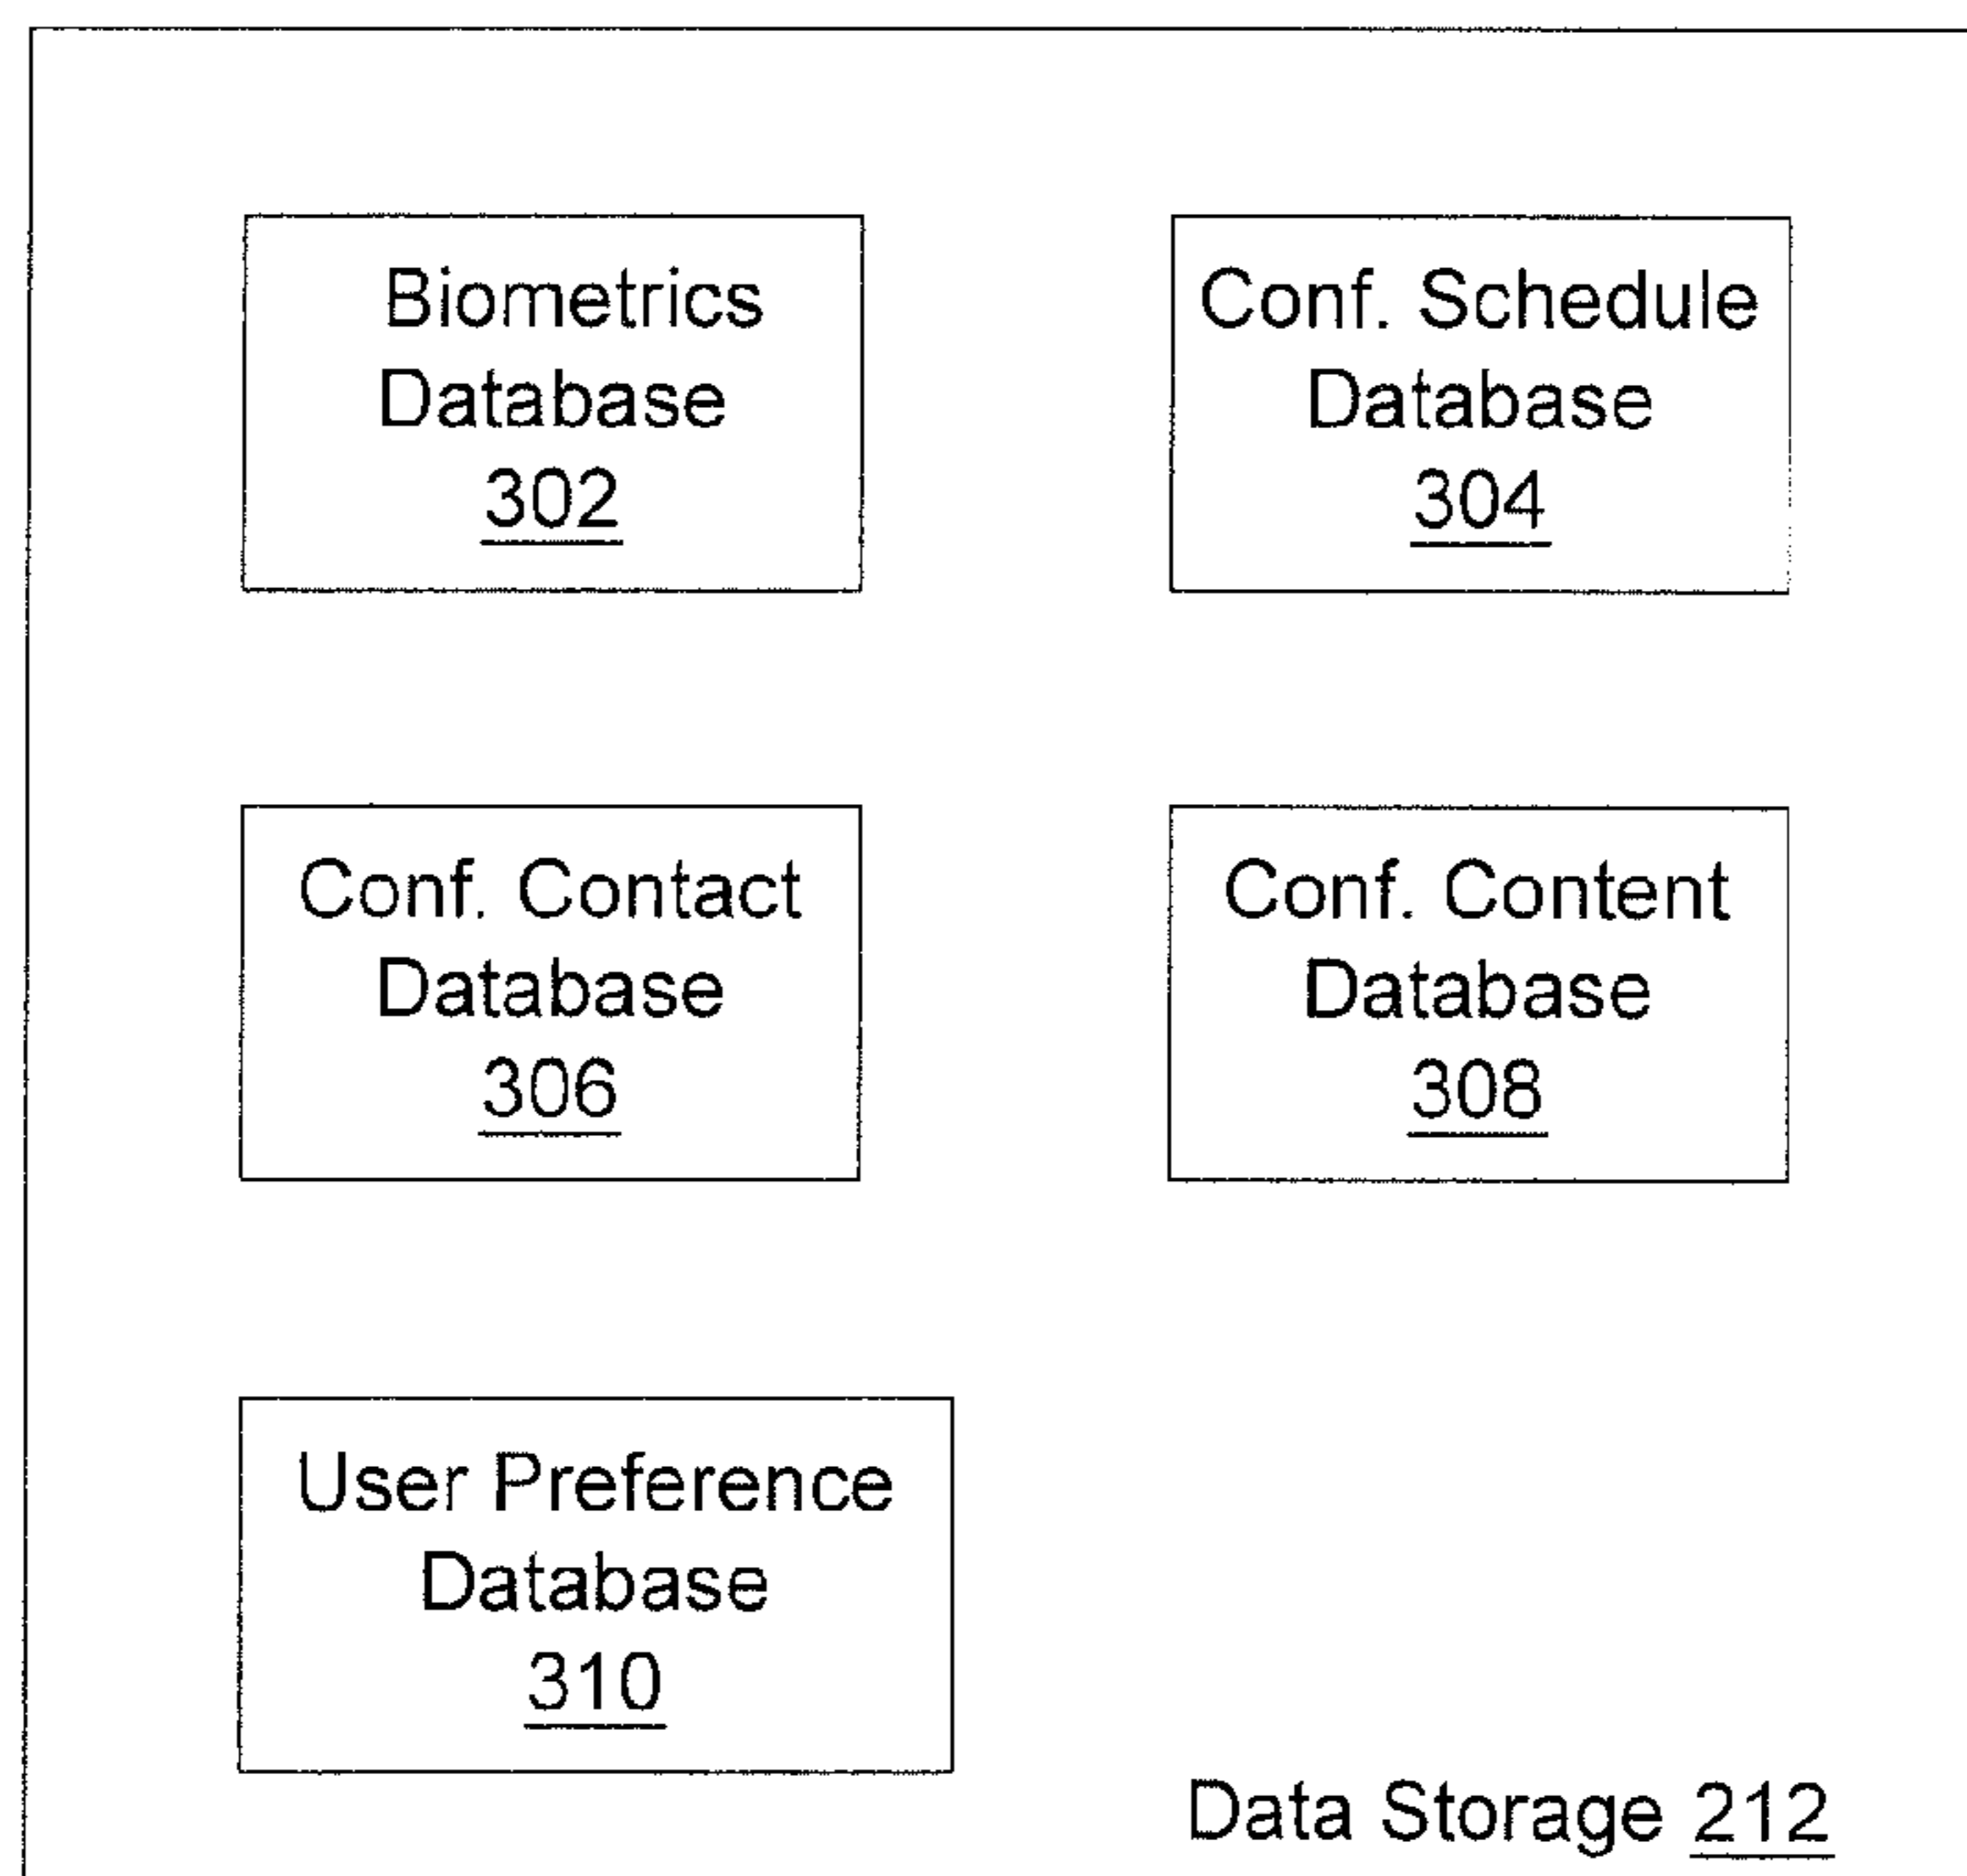 Biometrics
Database
302
Conf. Schedule
Database
304
Conf. Contact
Database
306
Conf. Content
Database
308
User Preference
Database
310
Data Storage 212